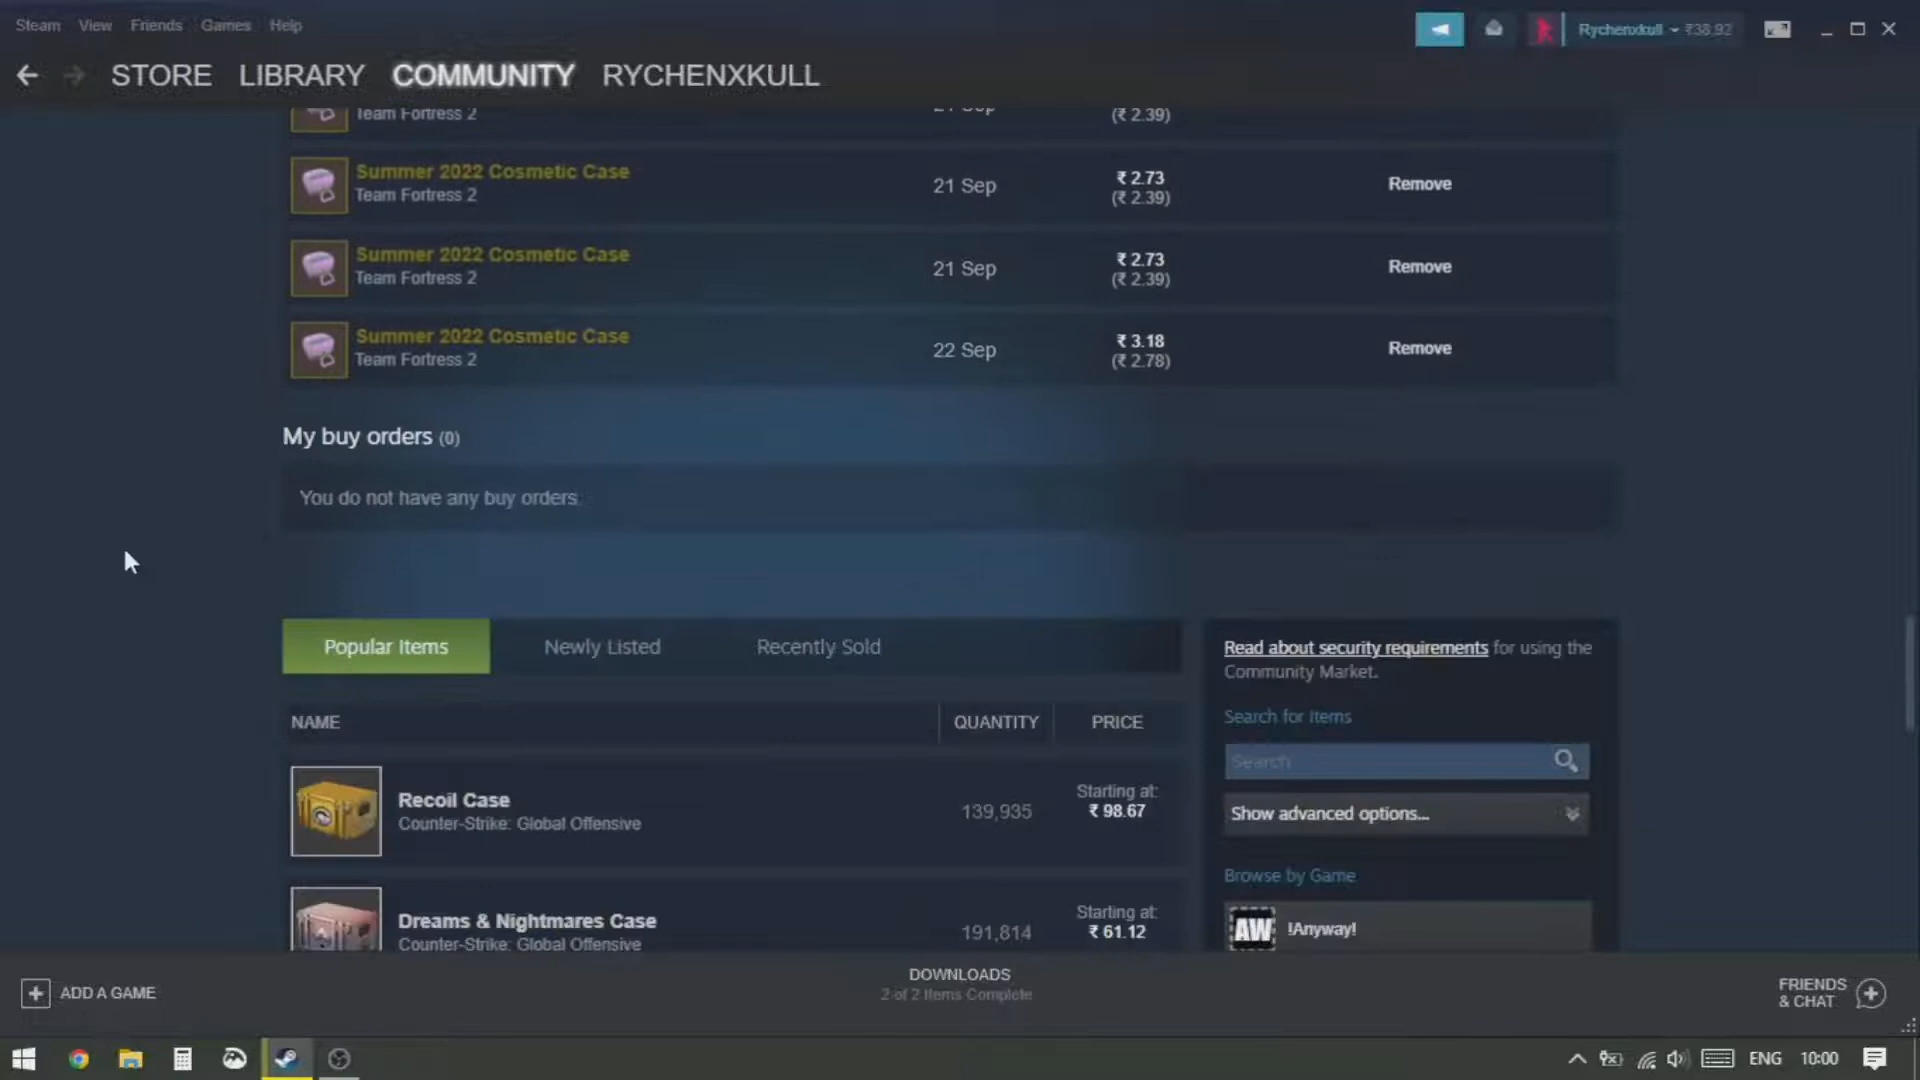 Steam View Friends Games Help
Rychenxkull ₹38.92
STORE LIBRARY COMMUNITY RYCHENXKULL
Team Fortress 2
21 Sep
(₹ 2.39)
Summer 2022 Cosmetic Case
Team Fortress 2
21 Sep
₹ 2.73
(₹ 2.39)
Remove
Summer 2022 Cosmetic Case
Team Fortress 2
21 Sep
₹ 2.73
(₹ 2.39)
Remove
Summer 2022 Cosmetic Case
Team Fortress 2
22 Sep
₹ 3.18
(₹ 2.78)
Remove
My buy orders (0)
You do not have any buy orders.
Popular Items Newly Listed Recently Sold
NAME QUANTITY PRICE
Recoil Case
Counter-Strike: Global Offensive
139,935
Starting at:
₹ 98.67
Dreams & Nightmares Case
Counter-Strike: Global Offensive
191,814
Starting at:
₹ 61.12
Read about security requirements for using the
Community Market.
Search for Items
Search
Show advanced options...
Browse by Game
AW !Anyway!
ADD A GAME
DOWNLOADS
2 of 2 Items Complete
FRIENDS
& CHAT
ENG 10:00